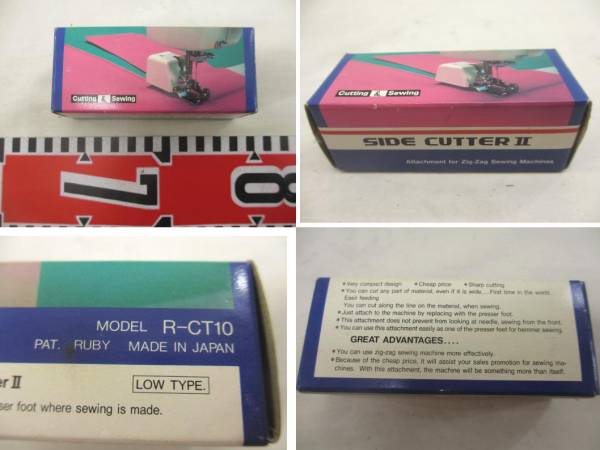 Cutting & Sewing
7
8
Cutting & Sewing
SIDE CUTTER II
Attachment for Zig-Zag Sewing Machines
MODEL R-CT10
PAT. RUBY MADE IN JAPAN
er II
LOW TYPE.
ser foot where sewing is made.
• Very compact design • Cheap price • Sharp cutting
• You can cut any part of material, even if it is wide.... First time in the world.
Easy feeding
You can cut along the line on the material, when sewing.
• Just attach to the machine by replacing with the presser foot.
• This attachment does not prevent from looking at needle, sewing from the front.
• You can use this attachment easily as one of the presser foot for hemmer sewing.
GREAT ADVANTAGES....
• You can use zig-zag sewing machine more effectively.
• Because of the cheap price, it will assist your sales promotion for sewing ma-
chines. With this attachment, the machine will be something more than itself.